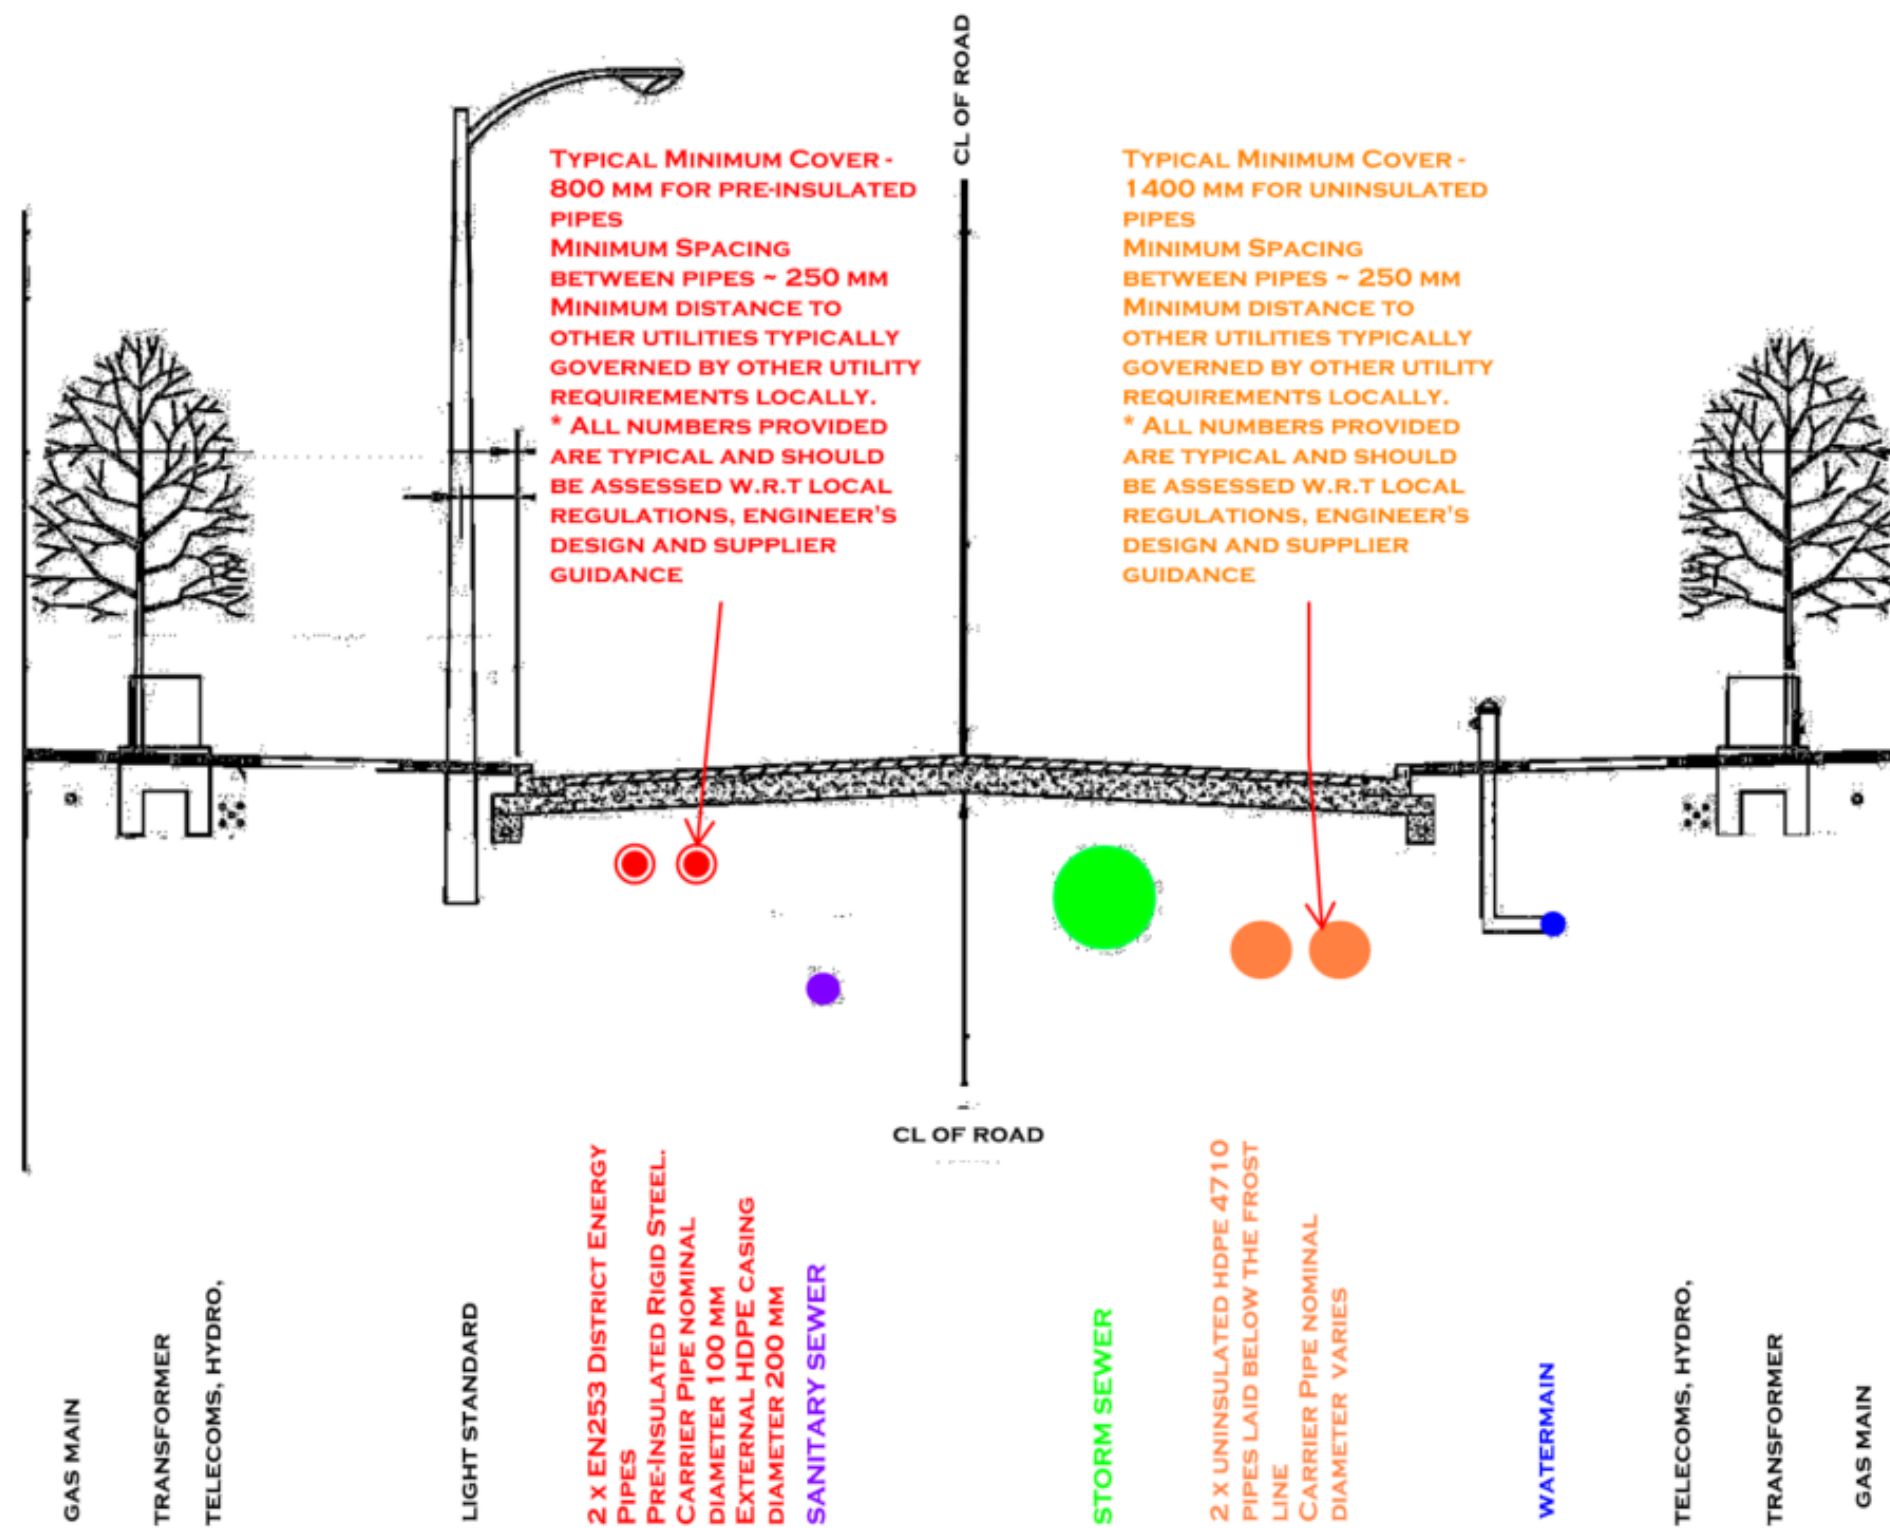 CL OF ROAD
TYPICAL MINIMUM COVER -
800 MM FOR PRE-INSULATED
PIPES
MINIMUM SPACING
BETWEEN PIPES ~ 250 MM
MINIMUM DISTANCE TO
OTHER UTILITIES TYPICALLY
GOVERNED BY OTHER UTILITY
REQUIREMENTS LOCALLY.
* ALL NUMBERS PROVIDED
ARE TYPICAL AND SHOULD
BE ASSESSED W.R.T LOCAL
REGULATIONS, ENGINEER'S
DESIGN AND SUPPLIER
GUIDANCE
TYPICAL MINIMUM COVER -
1400 MM FOR UNINSULATED
PIPES
MINIMUM SPACING
BETWEEN PIPES ~ 250 MM
MINIMUM DISTANCE TO
OTHER UTILITIES TYPICALLY
GOVERNED BY OTHER UTILITY
REQUIREMENTS LOCALLY.
* ALL NUMBERS PROVIDED
ARE TYPICAL AND SHOULD
BE ASSESSED W.R.T LOCAL
REGULATIONS, ENGINEER'S
DESIGN AND SUPPLIER
GUIDANCE
CL OF ROAD
GAS MAIN
TRANSFORMER
TELECOMS, HYDRO,
LIGHT STANDARD
2 X EN253 DISTRICT ENERGY
PIPES
PRE-INSULATED RIGID STEEL.
CARRIER PIPE NOMINAL
DIAMETER 100 MM
EXTERNAL HDPE CASING
DIAMETER 200 MM
SANITARY SEWER
STORM SEWER
2 X UNINSULATED HDPE 4710
PIPES LAID BELOW THE FROST
LINE
CARRIER PIPE NOMINAL
DIAMETER VARIES
WATERMAIN
TELECOMS, HYDRO,
TRANSFORMER
GAS MAIN